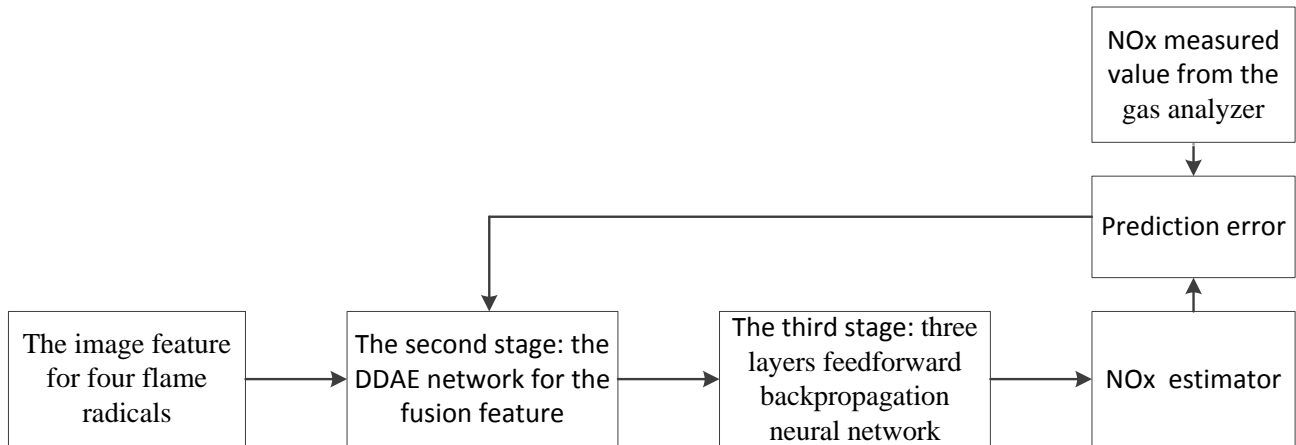 NOx measured
value from the
gas analyzer
Prediction error
The image feature
for four flame
radicals
The second stage: the
DDAE network for the
fusion feature
The third stage: three
layers feedforward
backpropagation
neural network
NOx estimator